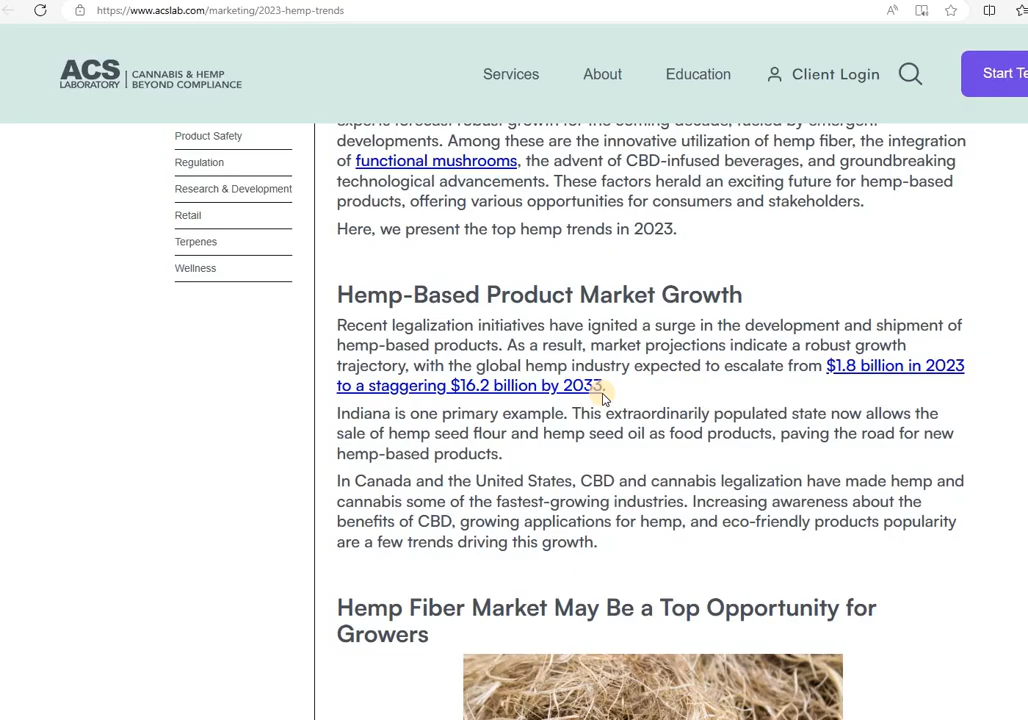 https://www.acslab.com/marketing/2023-hemp-trends
ACS
LABORATORY
CANNABIS & HEMP
BEYOND COMPLIANCE
Services
About
Education
Client Login
Start Te
Product Safety
Regulation
Research & Development
Retail
Terpenes
Wellness
experts forecast robust growth for the coming decade, fueled by emergent
developments. Among these are the innovative utilization of hemp fiber, the integration
of functional mushrooms, the advent of CBD-infused beverages, and groundbreaking
technological advancements. These factors herald an exciting future for hemp-based
products, offering various opportunities for consumers and stakeholders.
Here, we present the top hemp trends in 2023.
Hemp-Based Product Market Growth
Recent legalization initiatives have ignited a surge in the development and shipment of
hemp-based products. As a result, market projections indicate a robust growth
trajectory, with the global hemp industry expected to escalate from $1.8 billion in 2023
to a staggering $16.2 billion by 2033.
Indiana is one primary example. This extraordinarily populated state now allows the
sale of hemp seed flour and hemp seed oil as food products, paving the road for new
hemp-based products.
In Canada and the United States, CBD and cannabis legalization have made hemp and
cannabis some of the fastest-growing industries. Increasing awareness about the
benefits of CBD, growing applications for hemp, and eco-friendly products popularity
are a few trends driving this growth.
Hemp Fiber Market May Be a Top Opportunity for
Growers